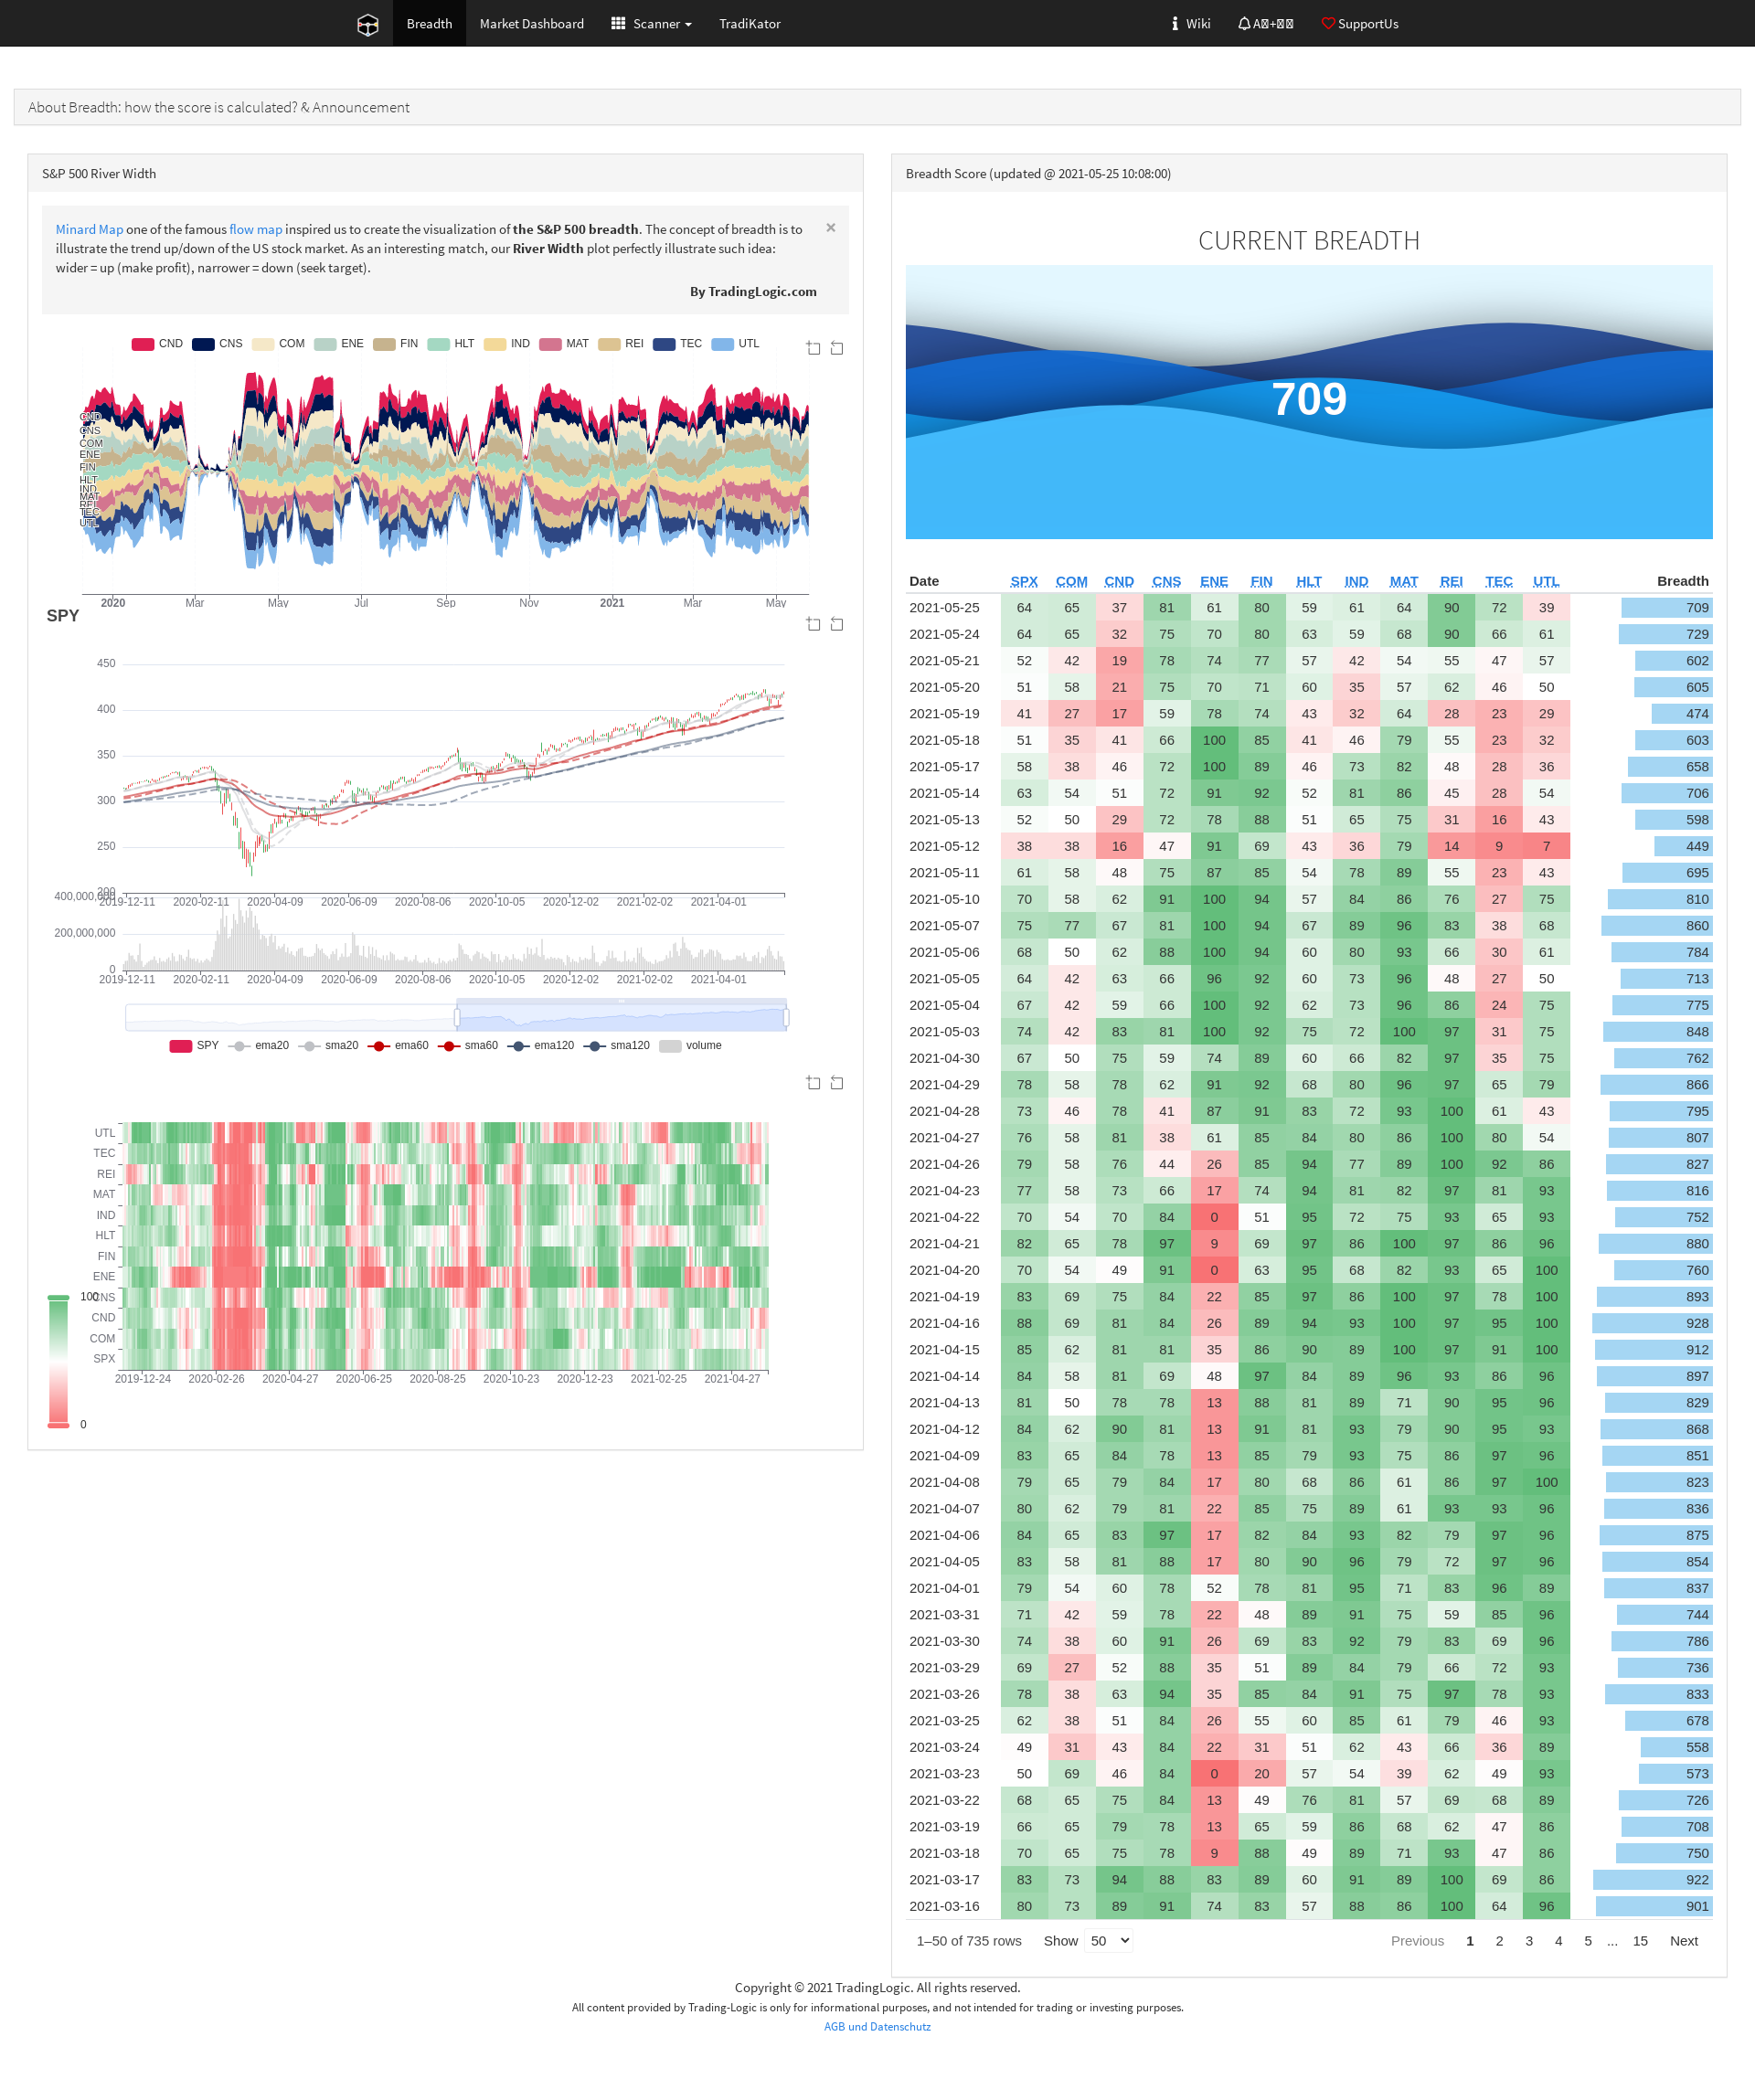 Breadth Market Dashboard Scanner TradiKator Wiki SupportUs
About Breadth: how the score is calculated? & Announcement
S&P 500 River Width
Minard Map one of the famous flow map inspired us to create the visualization of the S&P 500 breadth. The concept of breadth is to
illustrate the trend up/down of the US stock market. As an interesting match, our River Width plot perfectly illustrate such idea:
wider = up (make profit), narrower = down (seek target).
×
By TradingLogic.com
CND CNS COM ENE FIN HLT IND MAT REI TEC UTL
CND
CNS
COM
ENE
FIN
HLT
IND
MAT
REI
TEC
UTL
2020 Mar May Jul Sep Nov 2021 Mar May
SPY
450
400
350
300
250
200
2019-12-11 2020-02-11 2020-04-09 2020-06-09 2020-08-06 2020-10-05 2020-12-02 2021-02-02 2021-04-01
400,000,000
200,000,000
0
2019-12-11 2020-02-11 2020-04-09 2020-06-09 2020-08-06 2020-10-05 2020-12-02 2021-02-02 2021-04-01
SPY ema20 sma20 ema60 sma60 ema120 sma120 volume
UTL
TEC
REI
MAT
IND
HLT
FIN
ENE
CNS
CND
COM
SPX
2019-12-24 2020-02-26 2020-04-27 2020-06-25 2020-08-25 2020-10-23 2020-12-23 2021-02-25 2021-04-27
100
0
Breadth Score (updated @ 2021-05-25 10:08:00)
CURRENT BREADTH
709
Date SPX COM CND CNS ENE FIN HLT IND MAT REI TEC UTL Breadth
2021-05-25 64 65 37 81 61 80 59 61 64 90 72 39 709
2021-05-24 64 65 32 75 70 80 63 59 68 90 66 61 729
2021-05-21 52 42 19 78 74 77 57 42 54 55 47 57 602
2021-05-20 51 58 21 75 70 71 60 35 57 62 46 50 605
2021-05-19 41 27 17 59 78 74 43 32 64 28 23 29 474
2021-05-18 51 35 41 66 100 85 41 46 79 55 23 32 603
2021-05-17 58 38 46 72 100 89 46 73 82 48 28 36 658
2021-05-14 63 54 51 72 91 92 52 81 86 45 28 54 706
2021-05-13 52 50 29 72 78 88 51 65 75 31 16 43 598
2021-05-12 38 38 16 47 91 69 43 36 79 14 9 7 449
2021-05-11 61 58 48 75 87 85 54 78 89 55 23 43 695
2021-05-10 70 58 62 91 100 94 57 84 86 76 27 75 810
2021-05-07 75 77 67 81 100 94 67 89 96 83 38 68 860
2021-05-06 68 50 62 88 100 94 60 80 93 66 30 61 784
2021-05-05 64 42 63 66 96 92 60 73 96 48 27 50 713
2021-05-04 67 42 59 66 100 92 62 73 96 86 24 75 775
2021-05-03 74 42 83 81 100 92 75 72 100 97 31 75 848
2021-04-30 67 50 75 59 74 89 60 66 82 97 35 75 762
2021-04-29 78 58 78 62 91 92 68 80 96 97 65 79 866
2021-04-28 73 46 78 41 87 91 83 72 93 100 61 43 795
2021-04-27 76 58 81 38 61 85 84 80 86 100 80 54 807
2021-04-26 79 58 76 44 26 85 94 77 89 100 92 86 827
2021-04-23 77 58 73 66 17 74 94 81 82 97 81 93 816
2021-04-22 70 54 70 84 0 51 95 72 75 93 65 93 752
2021-04-21 82 65 78 97 9 69 97 86 100 97 86 96 880
2021-04-20 70 54 49 91 0 63 95 68 82 93 65 100 760
2021-04-19 83 69 75 84 22 85 97 86 100 97 78 100 893
2021-04-16 88 69 81 84 26 89 94 93 100 97 95 100 928
2021-04-15 85 62 81 81 35 86 90 89 100 97 91 100 912
2021-04-14 84 58 81 69 48 97 84 89 96 93 86 96 897
2021-04-13 81 50 78 78 13 88 81 89 71 90 95 96 829
2021-04-12 84 62 90 81 13 91 81 93 79 90 95 93 868
2021-04-09 83 65 84 78 13 85 79 93 75 86 97 96 851
2021-04-08 79 65 79 84 17 80 68 86 61 86 97 100 823
2021-04-07 80 62 79 81 22 85 75 89 61 93 93 96 836
2021-04-06 84 65 83 97 17 82 84 93 82 79 97 96 875
2021-04-05 83 58 81 88 17 80 90 96 79 72 97 96 854
2021-04-01 79 54 60 78 52 78 81 95 71 83 96 89 837
2021-03-31 71 42 59 78 22 48 89 91 75 59 85 96 744
2021-03-30 74 38 60 91 26 69 83 92 79 83 69 96 786
2021-03-29 69 27 52 88 35 51 89 84 79 66 72 93 736
2021-03-26 78 38 63 94 35 85 84 91 75 97 78 93 833
2021-03-25 62 38 51 84 26 55 60 85 61 79 46 93 678
2021-03-24 49 31 43 84 22 31 51 62 43 66 36 89 558
2021-03-23 50 69 46 84 0 20 57 54 39 62 49 93 573
2021-03-22 68 65 75 84 13 49 76 81 57 69 68 89 726
2021-03-19 66 65 79 78 13 65 59 86 68 62 47 86 708
2021-03-18 70 65 75 78 9 88 49 89 71 93 47 86 750
2021-03-17 83 73 94 88 83 89 60 91 89 100 69 86 922
2021-03-16 80 73 89 91 74 83 57 88 86 100 64 96 901
1–50 of 735 rows Show 50 Previous 1 2 3 4 5 ... 15 Next
Copyright © 2021 TradingLogic. All rights reserved.
All content provided by Trading-Logic is only for informational purposes, and not intended for trading or investing purposes.
AGB und Datenschutz